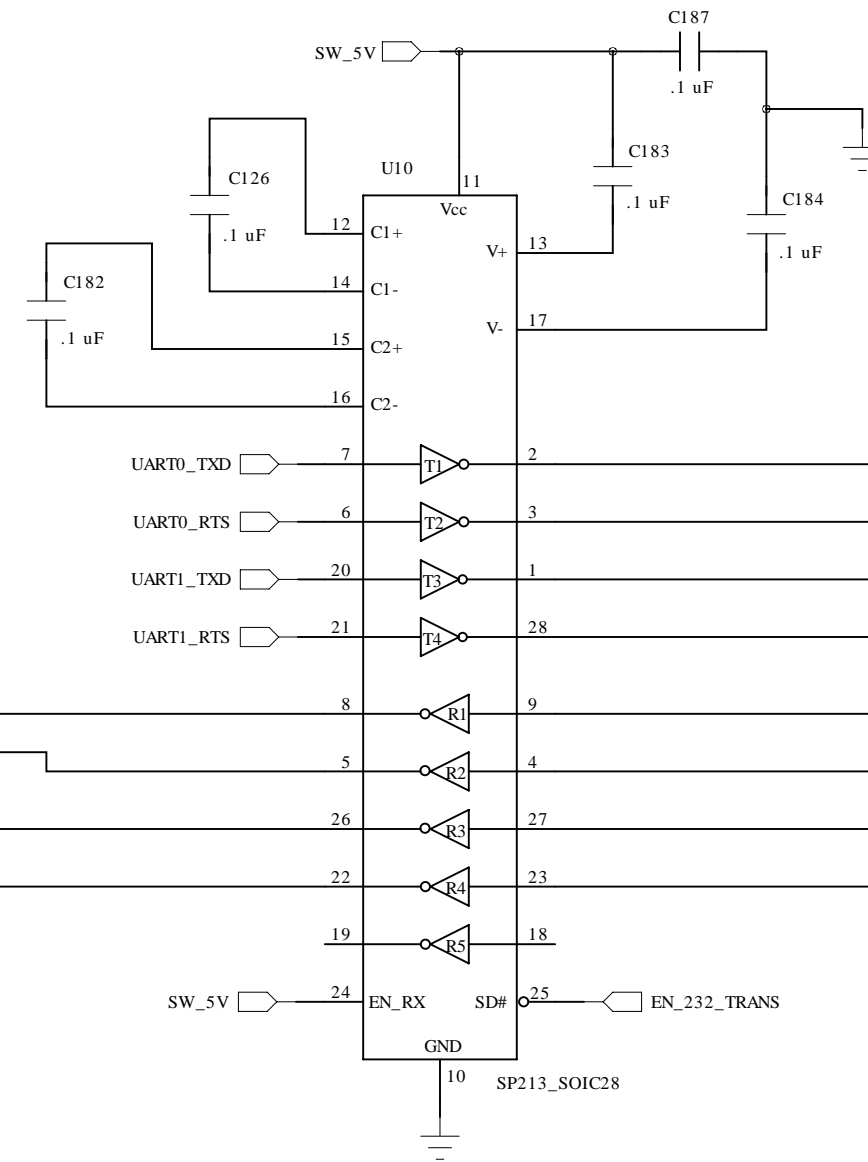 C187
SW_5V
.1 uF
C183
U10
C126
11
C184
Vcc
.1 uF
12
C1+
.1 uF
V+
13
.1 uF
C182
14
C1-
V-
17
.1 uF
15
C2+
16
C2-
UART0_TXD
7
T1
2
UART0_RTS
6
T2
3
UART1_TXD
20
T3
1
UART1_RTS
21
T4
28
8
R1
9
5
R2
4
26
R3
27
22
R4
23
19
R5
18
SW_5V
24
EN_RX
SD#
25
EN_232_TRANS
GND
10
SP213_SOIC28